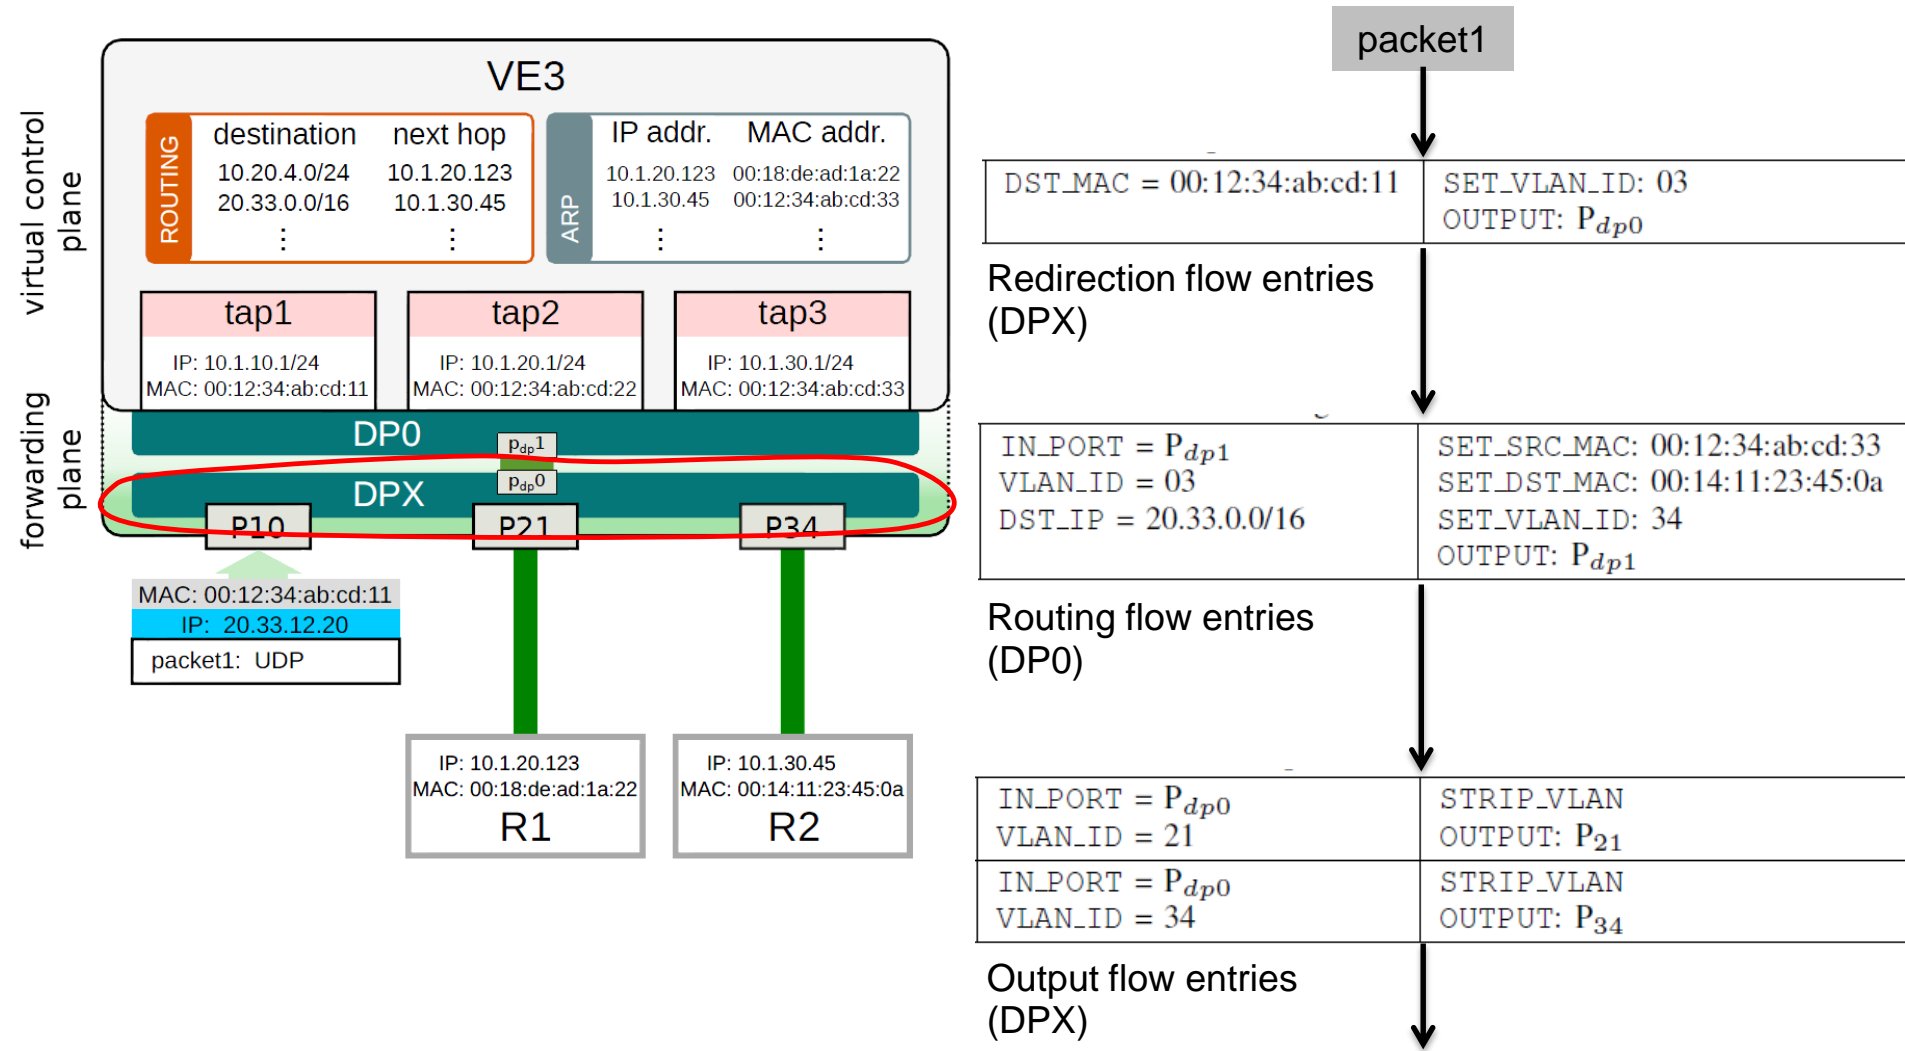 VE3
virtual control
plane
ROUTING
destination next hop
10.20.4.0/24 10.1.20.123
20.33.0.0/16 10.1.30.45
⋮ ⋮
ARP
IP addr. MAC addr.
10.1.20.123 00:18:de:ad:1a:22
10.1.30.45 00:12:34:ab:cd:33
⋮ ⋮
tap1
IP: 10.1.10.1/24
MAC: 00:12:34:ab:cd:11
tap2
IP: 10.1.20.1/24
MAC: 00:12:34:ab:cd:22
tap3
IP: 10.1.30.1/24
MAC: 00:12:34:ab:cd:33
forwarding
plane
DP0
pdp1
pdp0
DPX
P10 P21 P34
MAC: 00:12:34:ab:cd:11
IP: 20.33.12.20
packet1: UDP
IP: 10.1.20.123
MAC: 00:18:de:ad:1a:22
R1
IP: 10.1.30.45
MAC: 00:14:11:23:45:0a
R2
packet1
DST_MAC = 00:12:34:ab:cd:11
SET_VLAN_ID: 03
OUTPUT: Pdp0
Redirection flow entries
(DPX)
IN_PORT = Pdp1
VLAN_ID = 03
DST_IP = 20.33.0.0/16
SET_SRC_MAC: 00:12:34:ab:cd:33
SET_DST_MAC: 00:14:11:23:45:0a
SET_VLAN_ID: 34
OUTPUT: Pdp1
Routing flow entries
(DP0)
IN_PORT = Pdp0
VLAN_ID = 21
STRIP_VLAN
OUTPUT: P21
IN_PORT = Pdp0
VLAN_ID = 34
STRIP_VLAN
OUTPUT: P34
Output flow entries
(DPX)